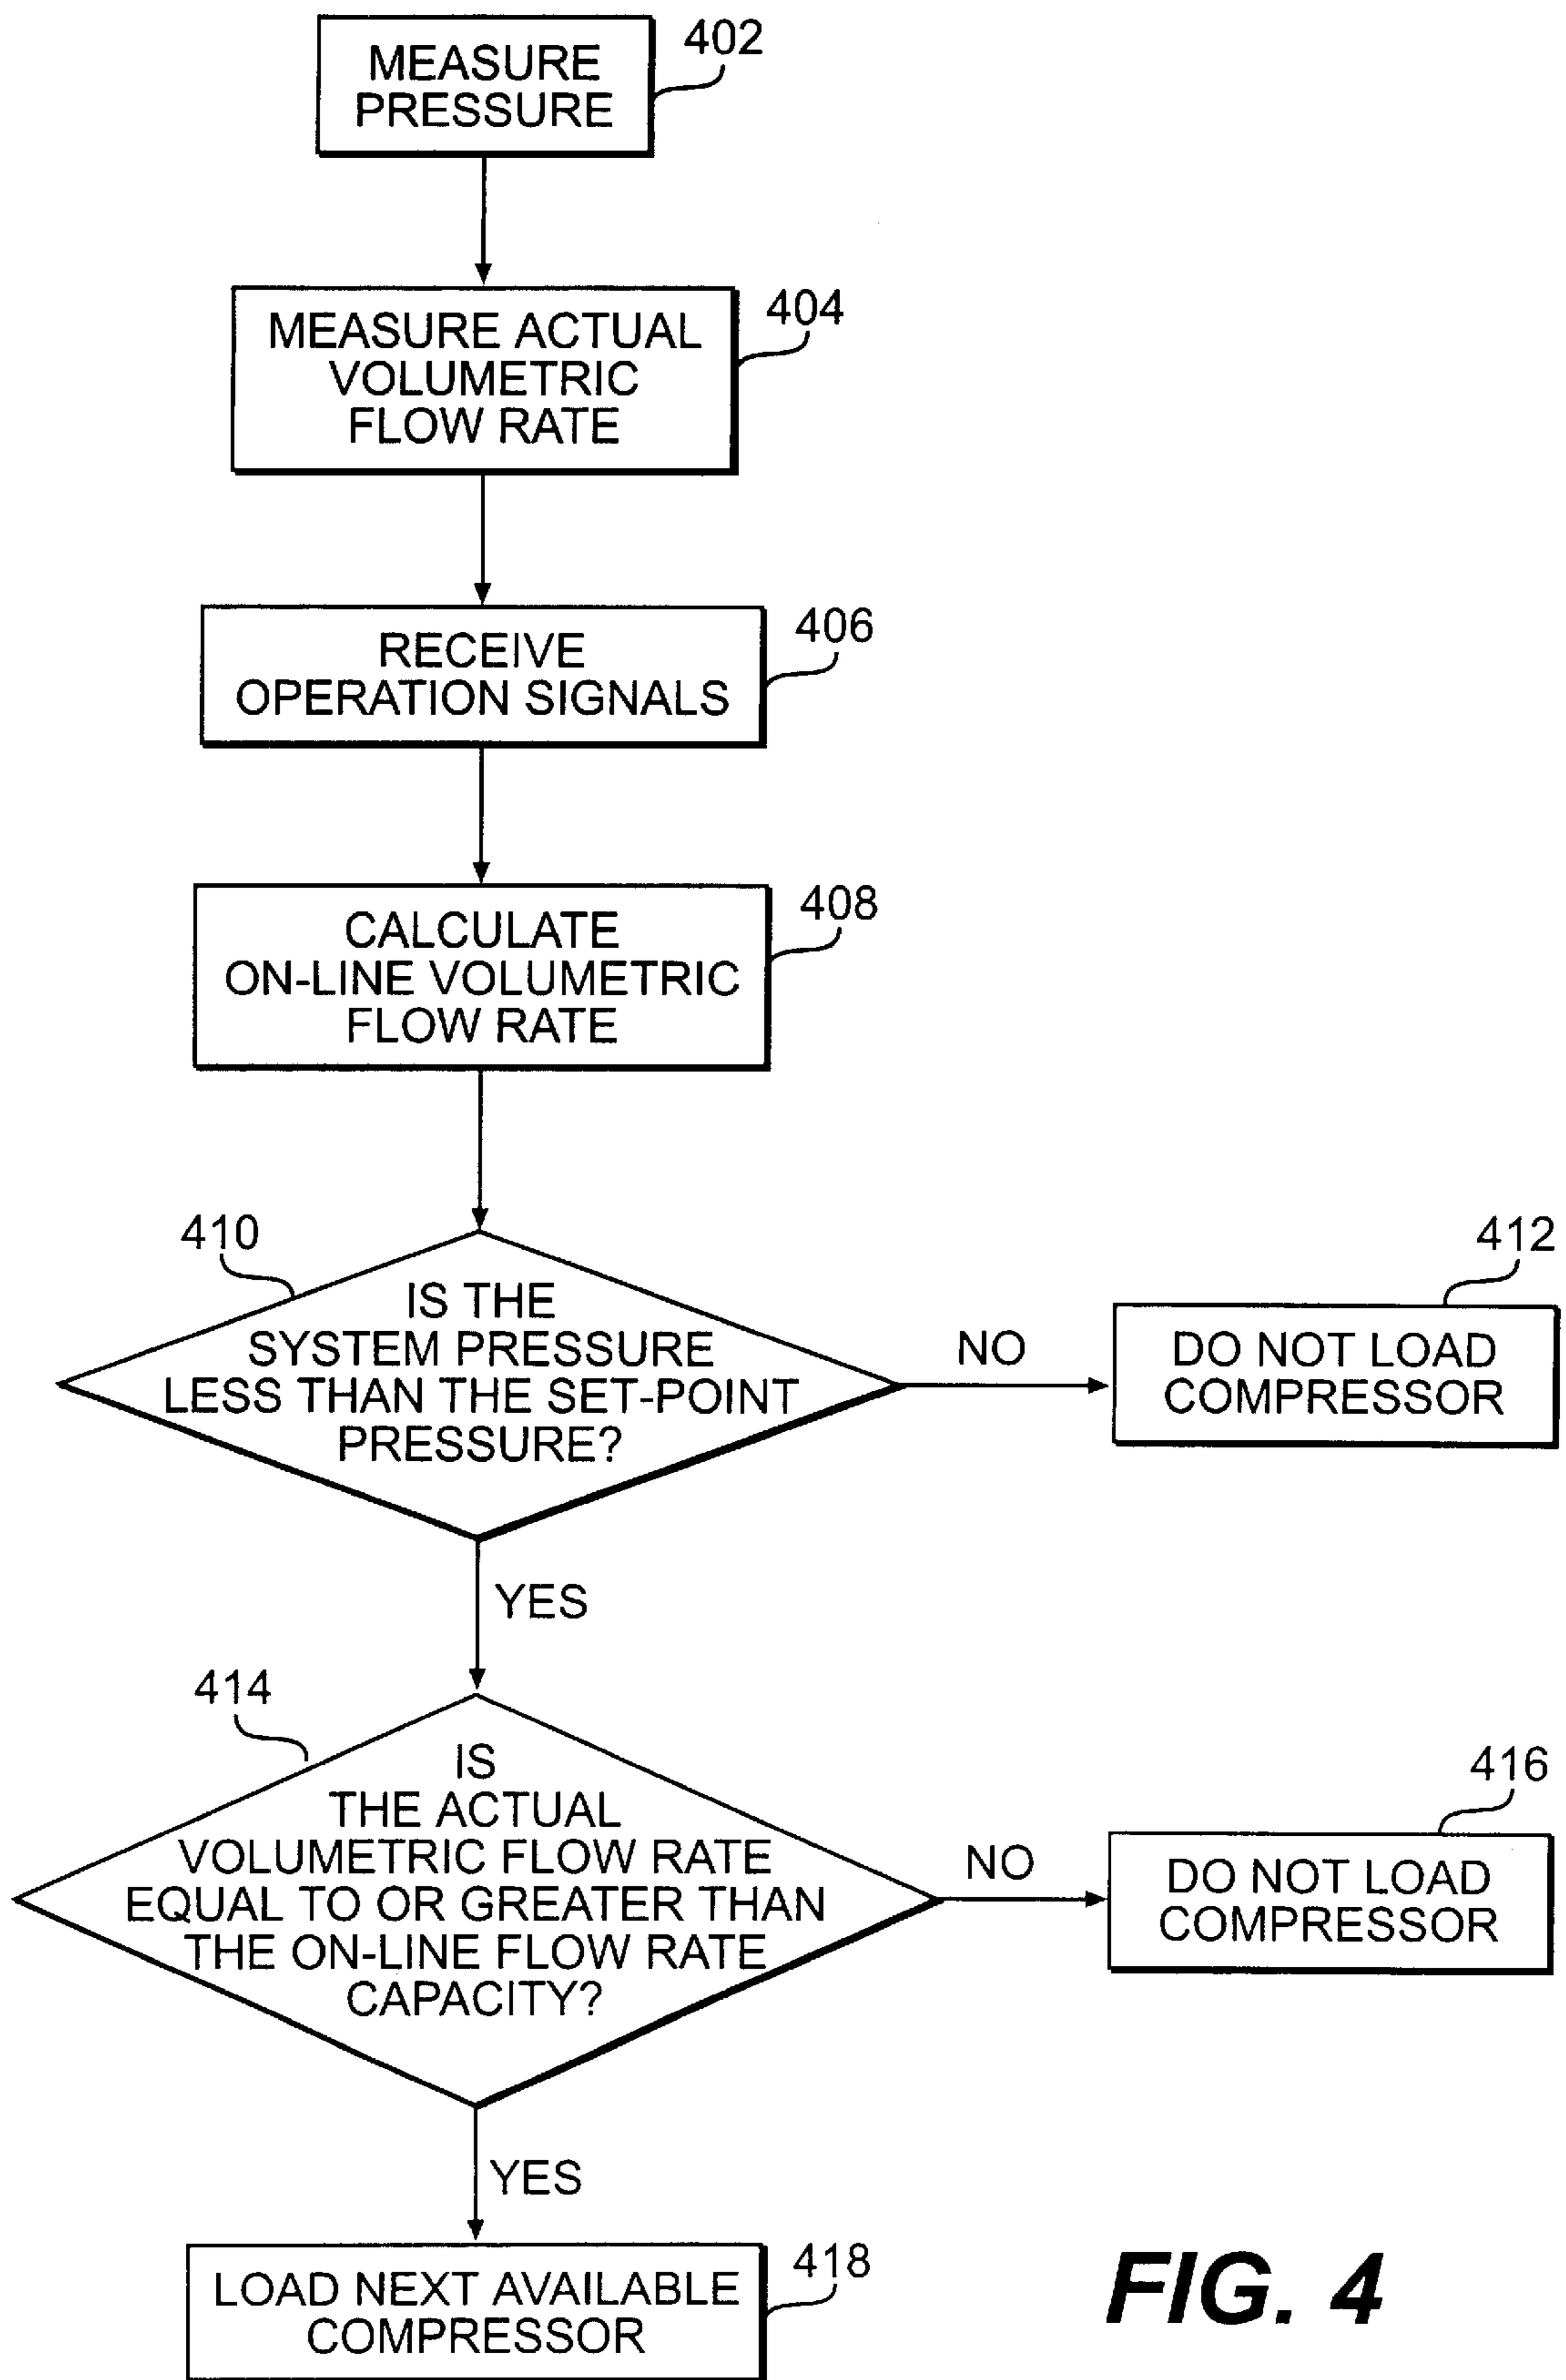 402
MEASURE
PRESSURE
404
MEASURE ACTUAL
VOLUMETRIC
FLOW RATE
406
RECEIVE
OPERATION SIGNALS
408
CALCULATE
ON-LINE VOLUMETRIC
FLOW RATE
410
IS THE
SYSTEM PRESSURE
LESS THAN THE SET-POINT
PRESSURE?
NO
412
DO NOT LOAD
COMPRESSOR
YES
414
IS
THE ACTUAL
VOLUMETRIC FLOW RATE
EQUAL TO OR GREATER THAN
THE ON-LINE FLOW RATE
CAPACITY?
NO
416
DO NOT LOAD
COMPRESSOR
YES
418
LOAD NEXT AVAILABLE
COMPRESSOR
FIG. 4